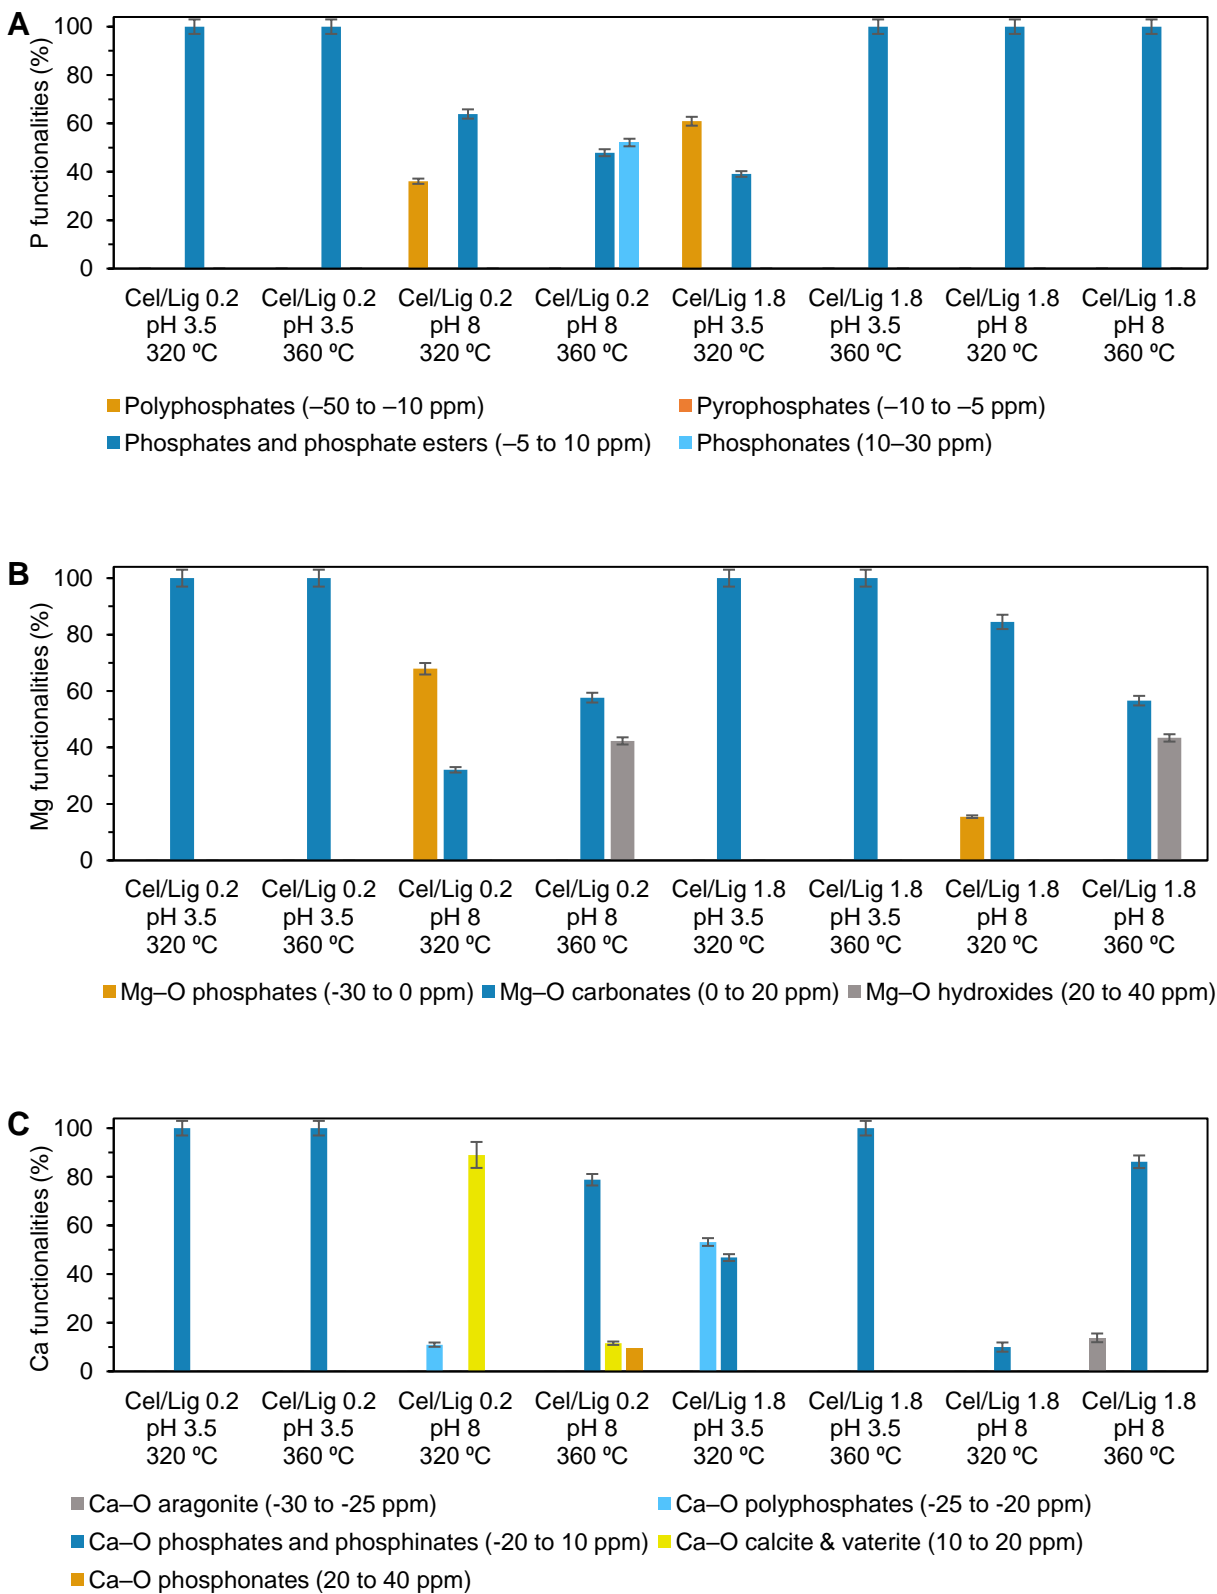 A
P functionalities (%)
100
80
60
40
20
0
Cel/Lig 0.2 Cel/Lig 0.2 Cel/Lig 0.2 Cel/Lig 0.2 Cel/Lig 1.8 Cel/Lig 1.8 Cel/Lig 1.8 Cel/Lig 1.8
pH 3.5 pH 3.5 pH 8 pH 8 pH 3.5 pH 3.5 pH 8 pH 8
320 ºC 360 ºC 320 ºC 360 ºC 320 ºC 360 ºC 320 ºC 360 ºC
Polyphosphates (–50 to –10 ppm) Pyrophosphates (–10 to –5 ppm)
Phosphates and phosphate esters (–5 to 10 ppm) Phosphonates (10–30 ppm)
B
Mg functionalities (%)
100
80
60
40
20
0
Cel/Lig 0.2 Cel/Lig 0.2 Cel/Lig 0.2 Cel/Lig 0.2 Cel/Lig 1.8 Cel/Lig 1.8 Cel/Lig 1.8 Cel/Lig 1.8
pH 3.5 pH 3.5 pH 8 pH 8 pH 3.5 pH 3.5 pH 8 pH 8
320 ºC 360 ºC 320 ºC 360 ºC 320 ºC 360 ºC 320 ºC 360 ºC
Mg–O phosphates (-30 to 0 ppm) Mg–O carbonates (0 to 20 ppm) Mg–O hydroxides (20 to 40 ppm)
C
Ca functionalities (%)
100
80
60
40
20
0
Cel/Lig 0.2 Cel/Lig 0.2 Cel/Lig 0.2 Cel/Lig 0.2 Cel/Lig 1.8 Cel/Lig 1.8 Cel/Lig 1.8 Cel/Lig 1.8
pH 3.5 pH 3.5 pH 8 pH 8 pH 3.5 pH 3.5 pH 8 pH 8
320 ºC 360 ºC 320 ºC 360 ºC 320 ºC 360 ºC 320 ºC 360 ºC
Ca–O aragonite (-30 to -25 ppm) Ca–O polyphosphates (-25 to -20 ppm)
Ca–O phosphates and phosphinates (-20 to 10 ppm) Ca–O calcite & vaterite (10 to 20 ppm)
Ca–O phosphonates (20 to 40 ppm)